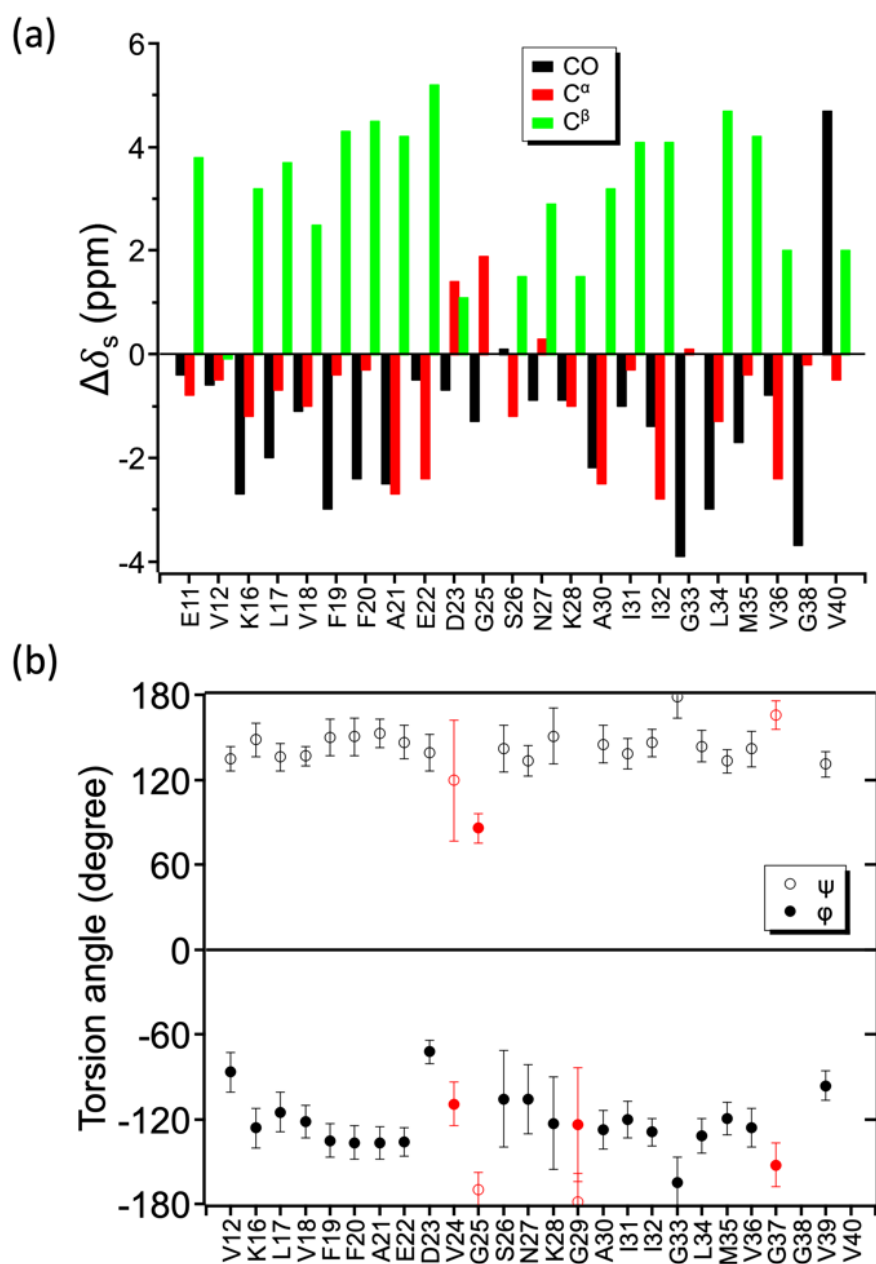 (a)
6
4
2
0
-2
-4
Δδs (ppm)
CO
Cα
Cβ
E11
V12
K16
L17
V18
F19
F20
A21
E22
D23
G25
S26
N27
K28
A30
I31
I32
G33
L34
M35
V36
G38
V40
(b)
180
120
60
0
-60
-120
-180
Torsion angle (degree)
ψ
φ
V12
K16
L17
V18
F19
F20
A21
E22
D23
V24
G25
S26
N27
K28
G29
A30
I31
I32
G33
L34
M35
V36
G37
G38
V39
V40